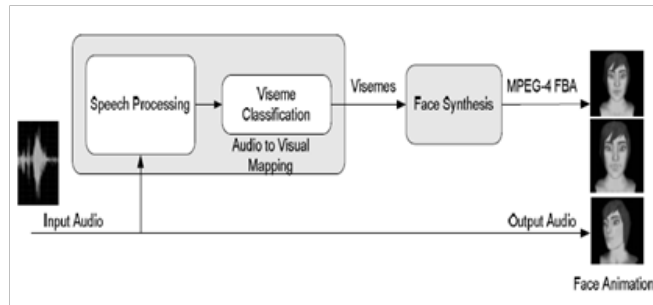 Speech Processing
Viseme
Classification
Audio to Visual
Mapping
Visemes
Face Synthesis
MPEG-4 FBA
Input Audio
Output Audio
Face Animation